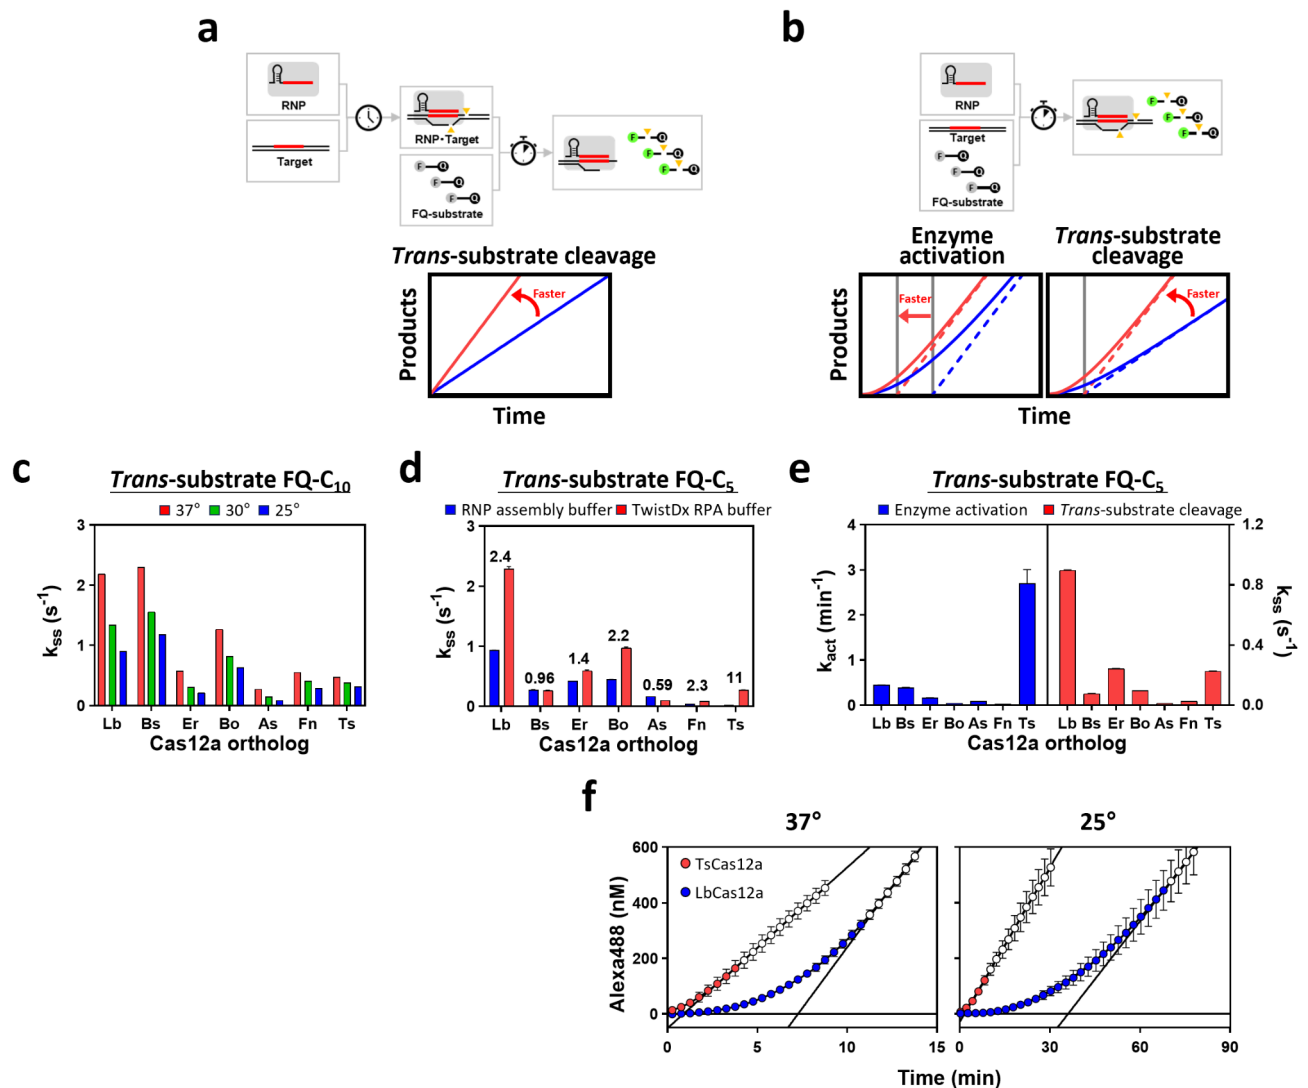 a
RNP
Target
RNP·Target
F Q
F Q
F Q
FQ-substrate
F Q
F Q
F Q
Trans-substrate cleavage
Faster
Products
Time
b
RNP
Target
F Q
F Q
F Q
FQ-substrate
F Q
F Q
F Q
Enzyme
activation
Trans-substrate
cleavage
Faster
Faster
Products
Time
c
Trans-substrate FQ-C10
37° 30° 25°
3
2
1
0
kss (s-1)
Lb Bs Er Bo As Fn Ts
Cas12a ortholog
d
Trans-substrate FQ-C5
RNP assembly buffer TwistDx RPA buffer
3
2
1
0
kss (s-1)
2.4 0.96 1.4 2.2 0.59 2.3 11
Lb Bs Er Bo As Fn Ts
Cas12a ortholog
e
Trans-substrate FQ-C5
Enzyme activation Trans-substrate cleavage
4
3
2
1
0
kact (min-1)
1.2
0.8
0.4
0.0
kss (s-1)
Lb Bs Er Bo As Fn Ts Lb Bs Er Bo As Fn Ts
Cas12a ortholog
f
37° 25°
TsCas12a
LbCas12a
600
400
200
0
Alexa488 (nM)
0 5 10 15
0 30 60 90
Time (min)